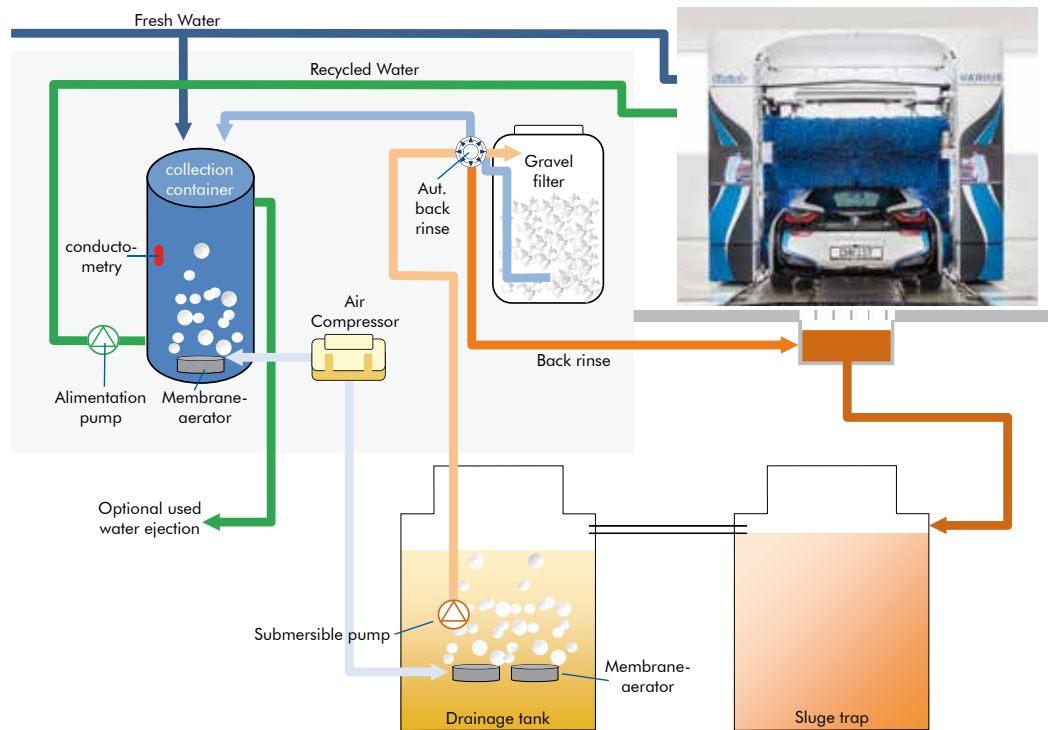 Fresh Water
Recycled Water
collection
container
Aut.
back
rinse
Gravel
filter
VARIUS
conducto-
metry
Air
Compressor
Back rinse
Alimentation
pump
Membrane-
aerator
Optional used
water ejection
Submersible pump
Membrane-
aerator
Drainage tank
Sluge trap